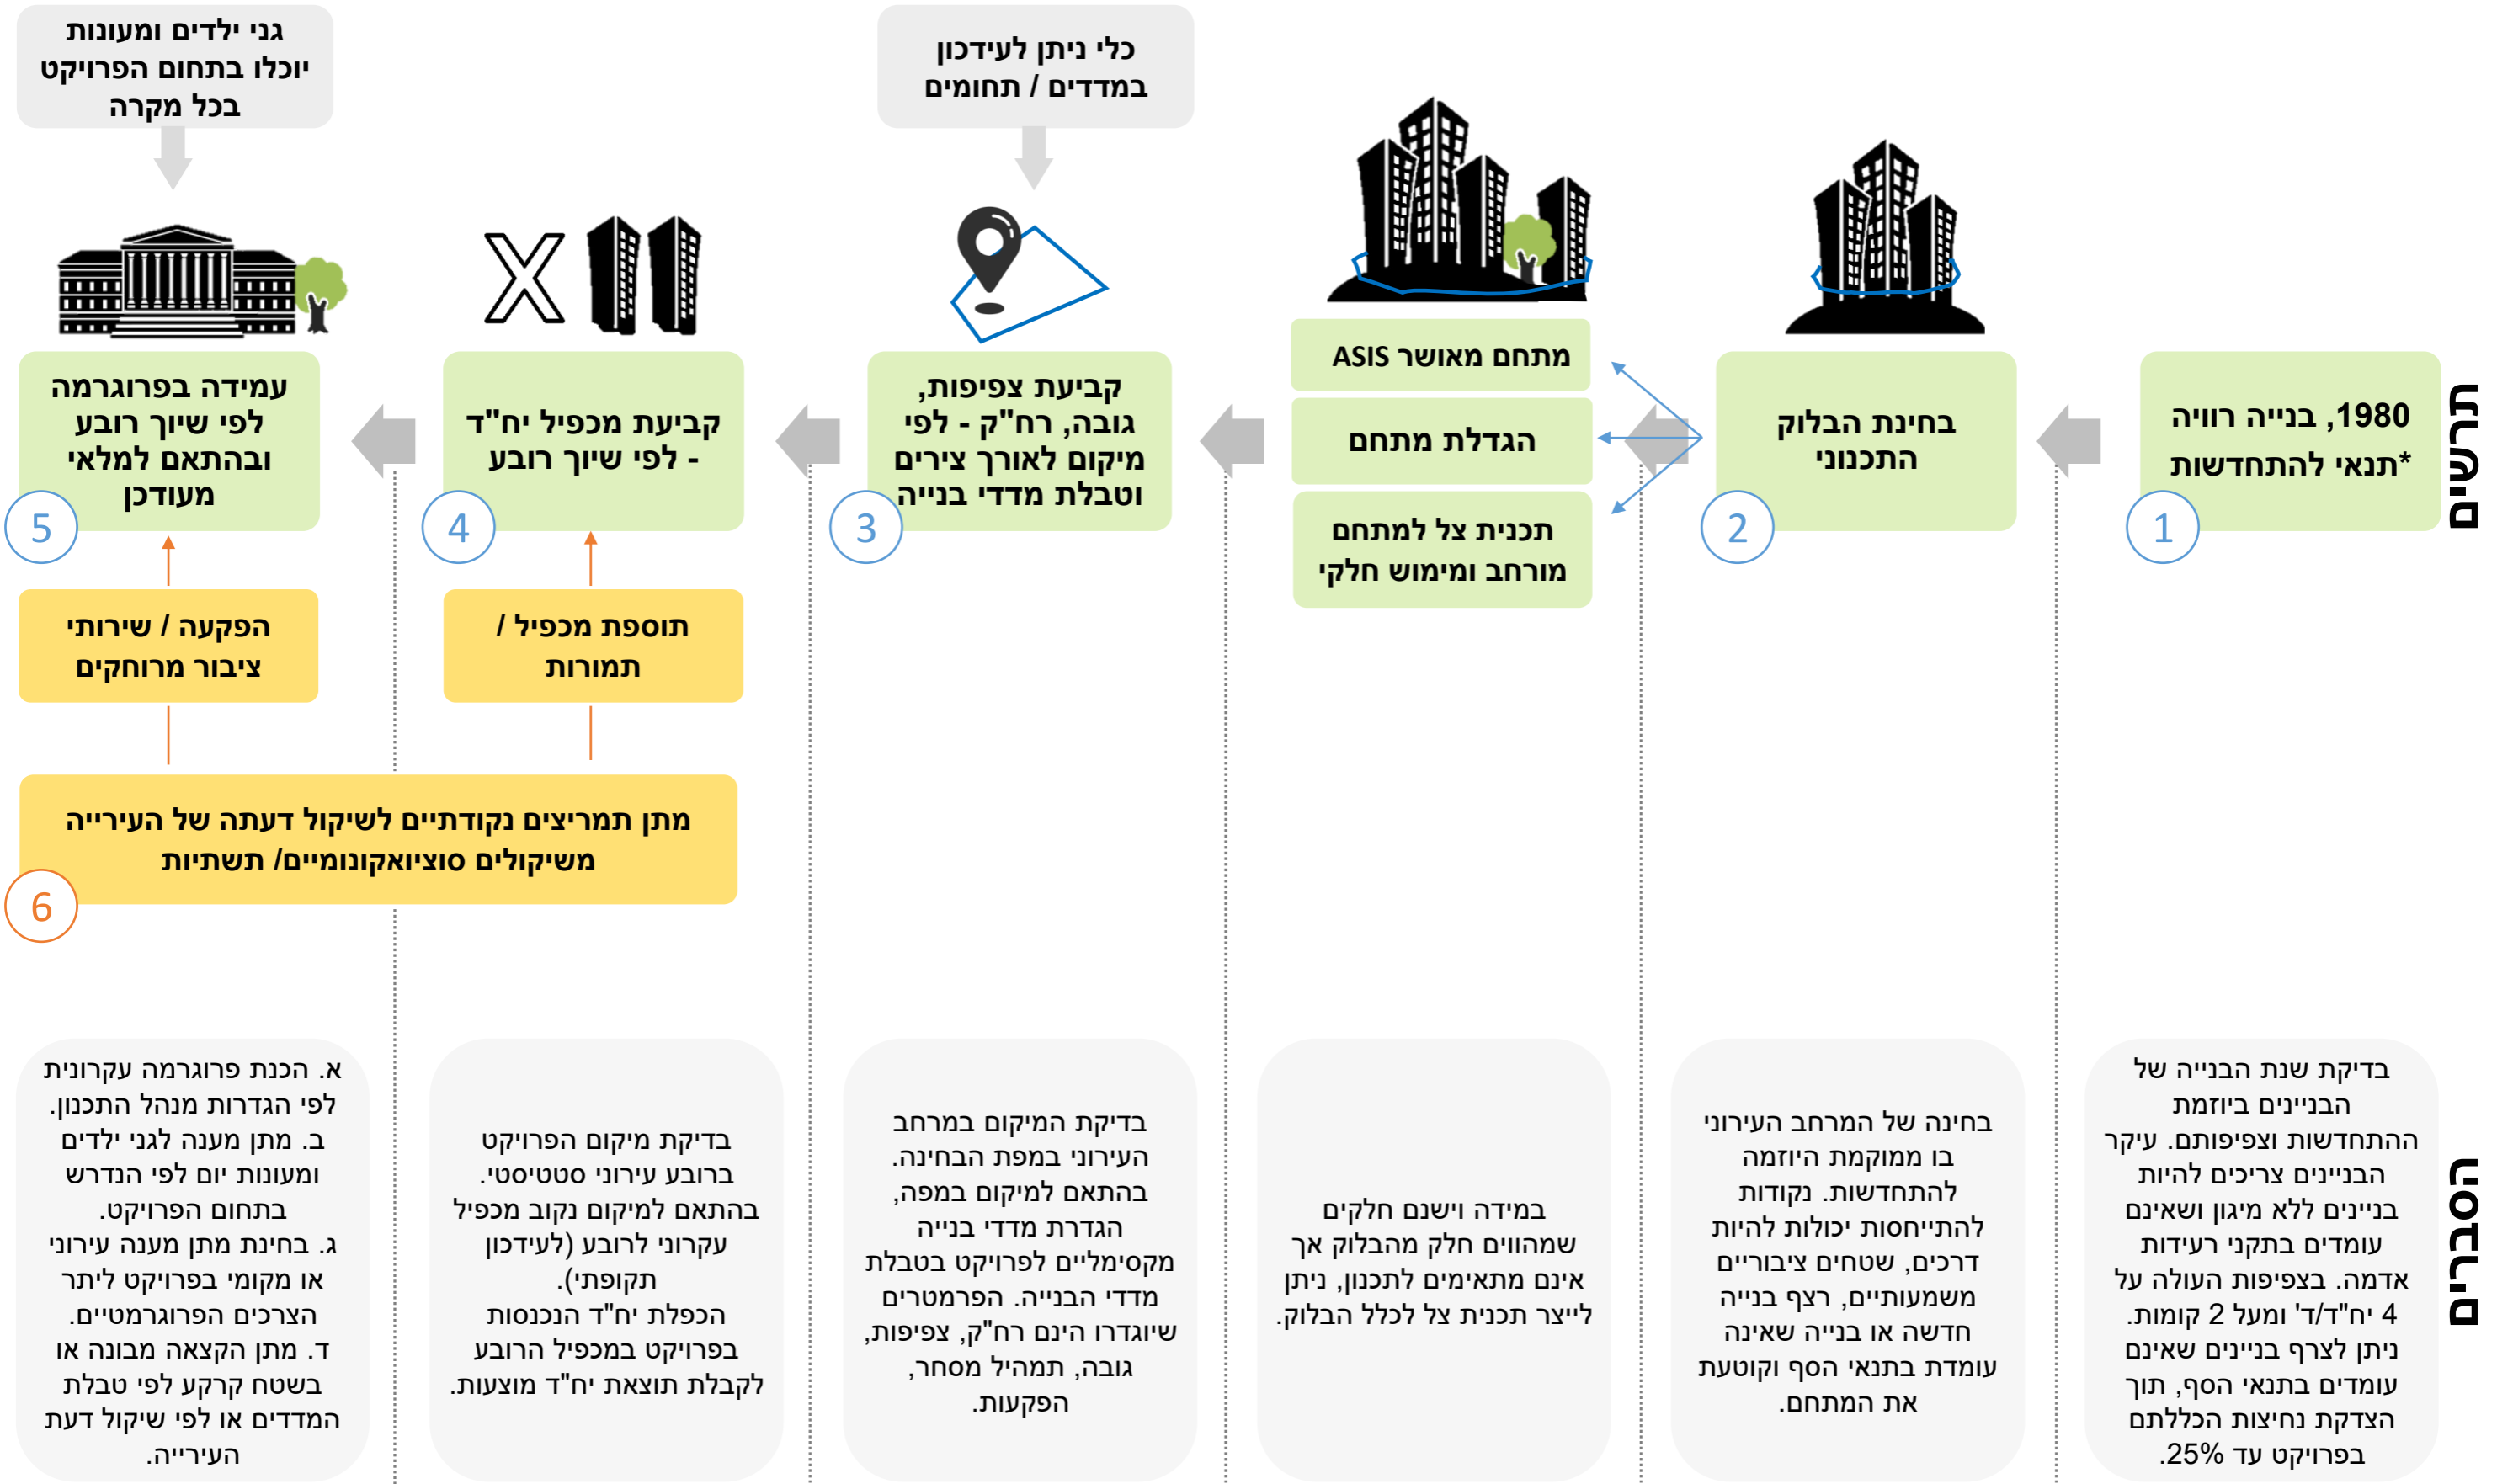 תרשים
1980, בנייה רוויה
*תנאי להתחדשות
1
בחינת הבלוק
התכנוני
2
מתחם מאושר ASIS
הגדלת מתחם
תכנית צל למתחם
מורחב ומימוש חלקי
כלי ניתן לעידכון
במדדים / תחומים
קביעת צפיפות,
גובה, רח"ק - לפי
מיקום לאורך צירים
וטבלת מדדי בנייה
3
X
קביעת מכפיל יח"ד
- לפי שיוך רובע
4
גני ילדים ומעונות
יוכלו בתחום הפרויקט
בכל מקרה
עמידה בפרוגרמה
לפי שיוך רובע
ובהתאם למלאי
מעודכן
5
תוספת מכפיל /
תמורות
הפקעה / שירותי
ציבור מרוחקים
מתן תמריצים נקודתיים לשיקול דעתה של העירייה
משיקולים סוציואקונומיים/ תשתיות
6
הסברים
בדיקת שנת הבנייה של
הבניינים ביוזמת
ההתחדשות וצפיפותם. עיקר
הבניינים צריכים להיות
בניינים ללא מיגון ושאינם
עומדים בתקני רעידות
אדמה. בצפיפות העולה על
4 יח"ד/ד' ומעל 2 קומות.
ניתן לצרף בניינים שאינם
עומדים בתנאי הסף, תוך
הצדקת נחיצות הכללתם
בפרויקט עד 25%.
בחינה של המרחב העירוני
בו ממוקמת היוזמה
להתחדשות. נקודות
להתייחסות יכולות להיות
דרכים, שטחים ציבוריים
משמעותיים, רצף בנייה
חדשה או בנייה שאינה
עומדת בתנאי הסף וקוטעת
את המתחם.
במידה וישנם חלקים
שמהווים חלק מהבלוק אך
אינם מתאימים לתכנון, ניתן
לייצר תכנית צל לכלל הבלוק.
בדיקת המיקום במרחב
העירוני במפת הבחינה.
בהתאם למיקום במפה,
הגדרת מדדי בנייה
מקסימליים לפרויקט בטבלת
מדדי הבנייה. הפרמטרים
שיוגדרו הינם רח"ק, צפיפות,
גובה, תמהיל מסחר,
הפקעות.
בדיקת מיקום הפרויקט
ברובע עירוני סטטיסטי.
בהתאם למיקום נקוב מכפיל
עקרוני לרובע (לעידכון
תקופתי).
הכפלת יח"ד הנכנסות
בפרויקט במכפיל הרובע
לקבלת תוצאת יח"ד מוצעות.
א. הכנת פרוגרמה עקרונית
לפי הגדרות מנהל התכנון.
ב. מתן מענה לגני ילדים
ומעונות יום לפי הנדרש
בתחום הפרויקט.
ג. בחינת מתן מענה עירוני
או מקומי בפרויקט ליתר
הצרכים הפרוגרמטיים.
ד. מתן הקצאה מבונה או
בשטח קרקע לפי טבלת
המדדים או לפי שיקול דעת
העירייה.